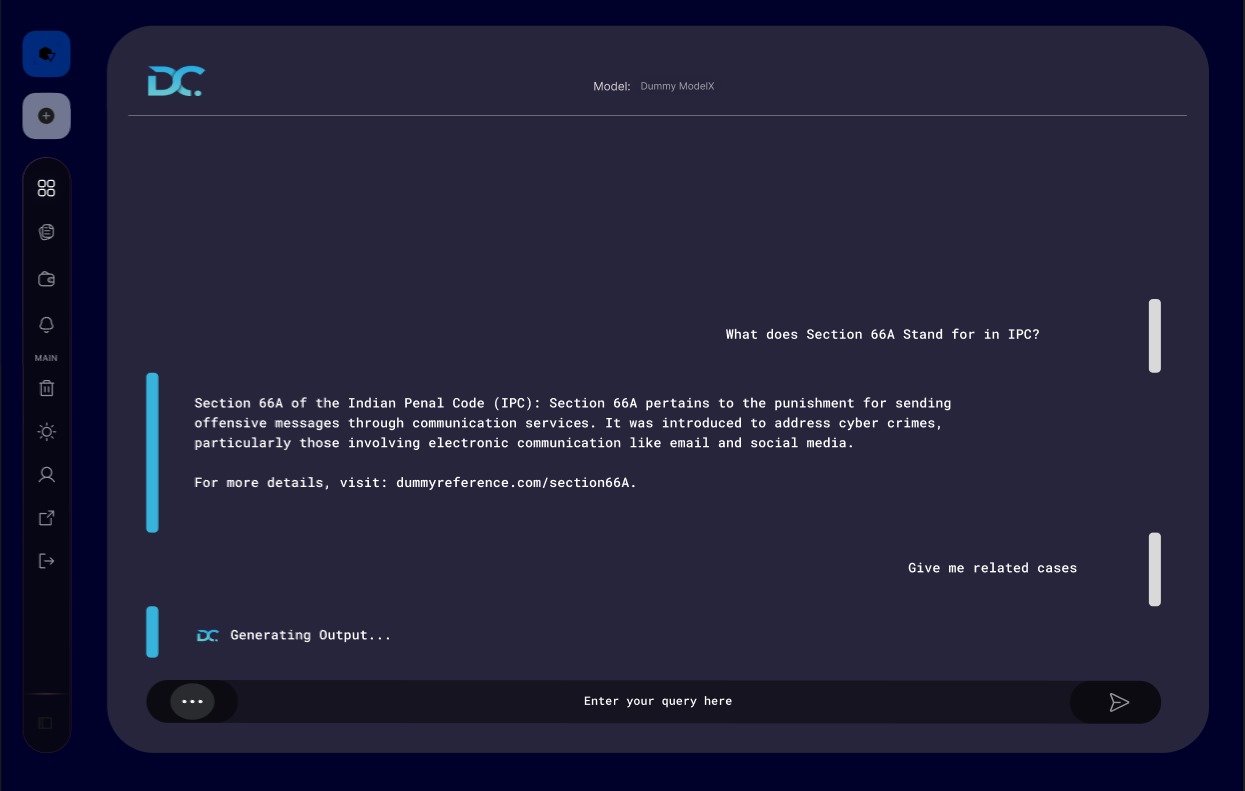 DC.
Model: Dummy ModelX
MAIN
What does Section 66A Stand for in IPC?
Section 66A of the Indian Penal Code (IPC): Section 66A pertains to the punishment for sending
offensive messages through communication services. It was introduced to address cyber crimes,
particularly those involving electronic communication like email and social media.
For more details, visit: dummyreference.com/section66A.
Give me related cases
DC. Generating Output...
Enter your query here